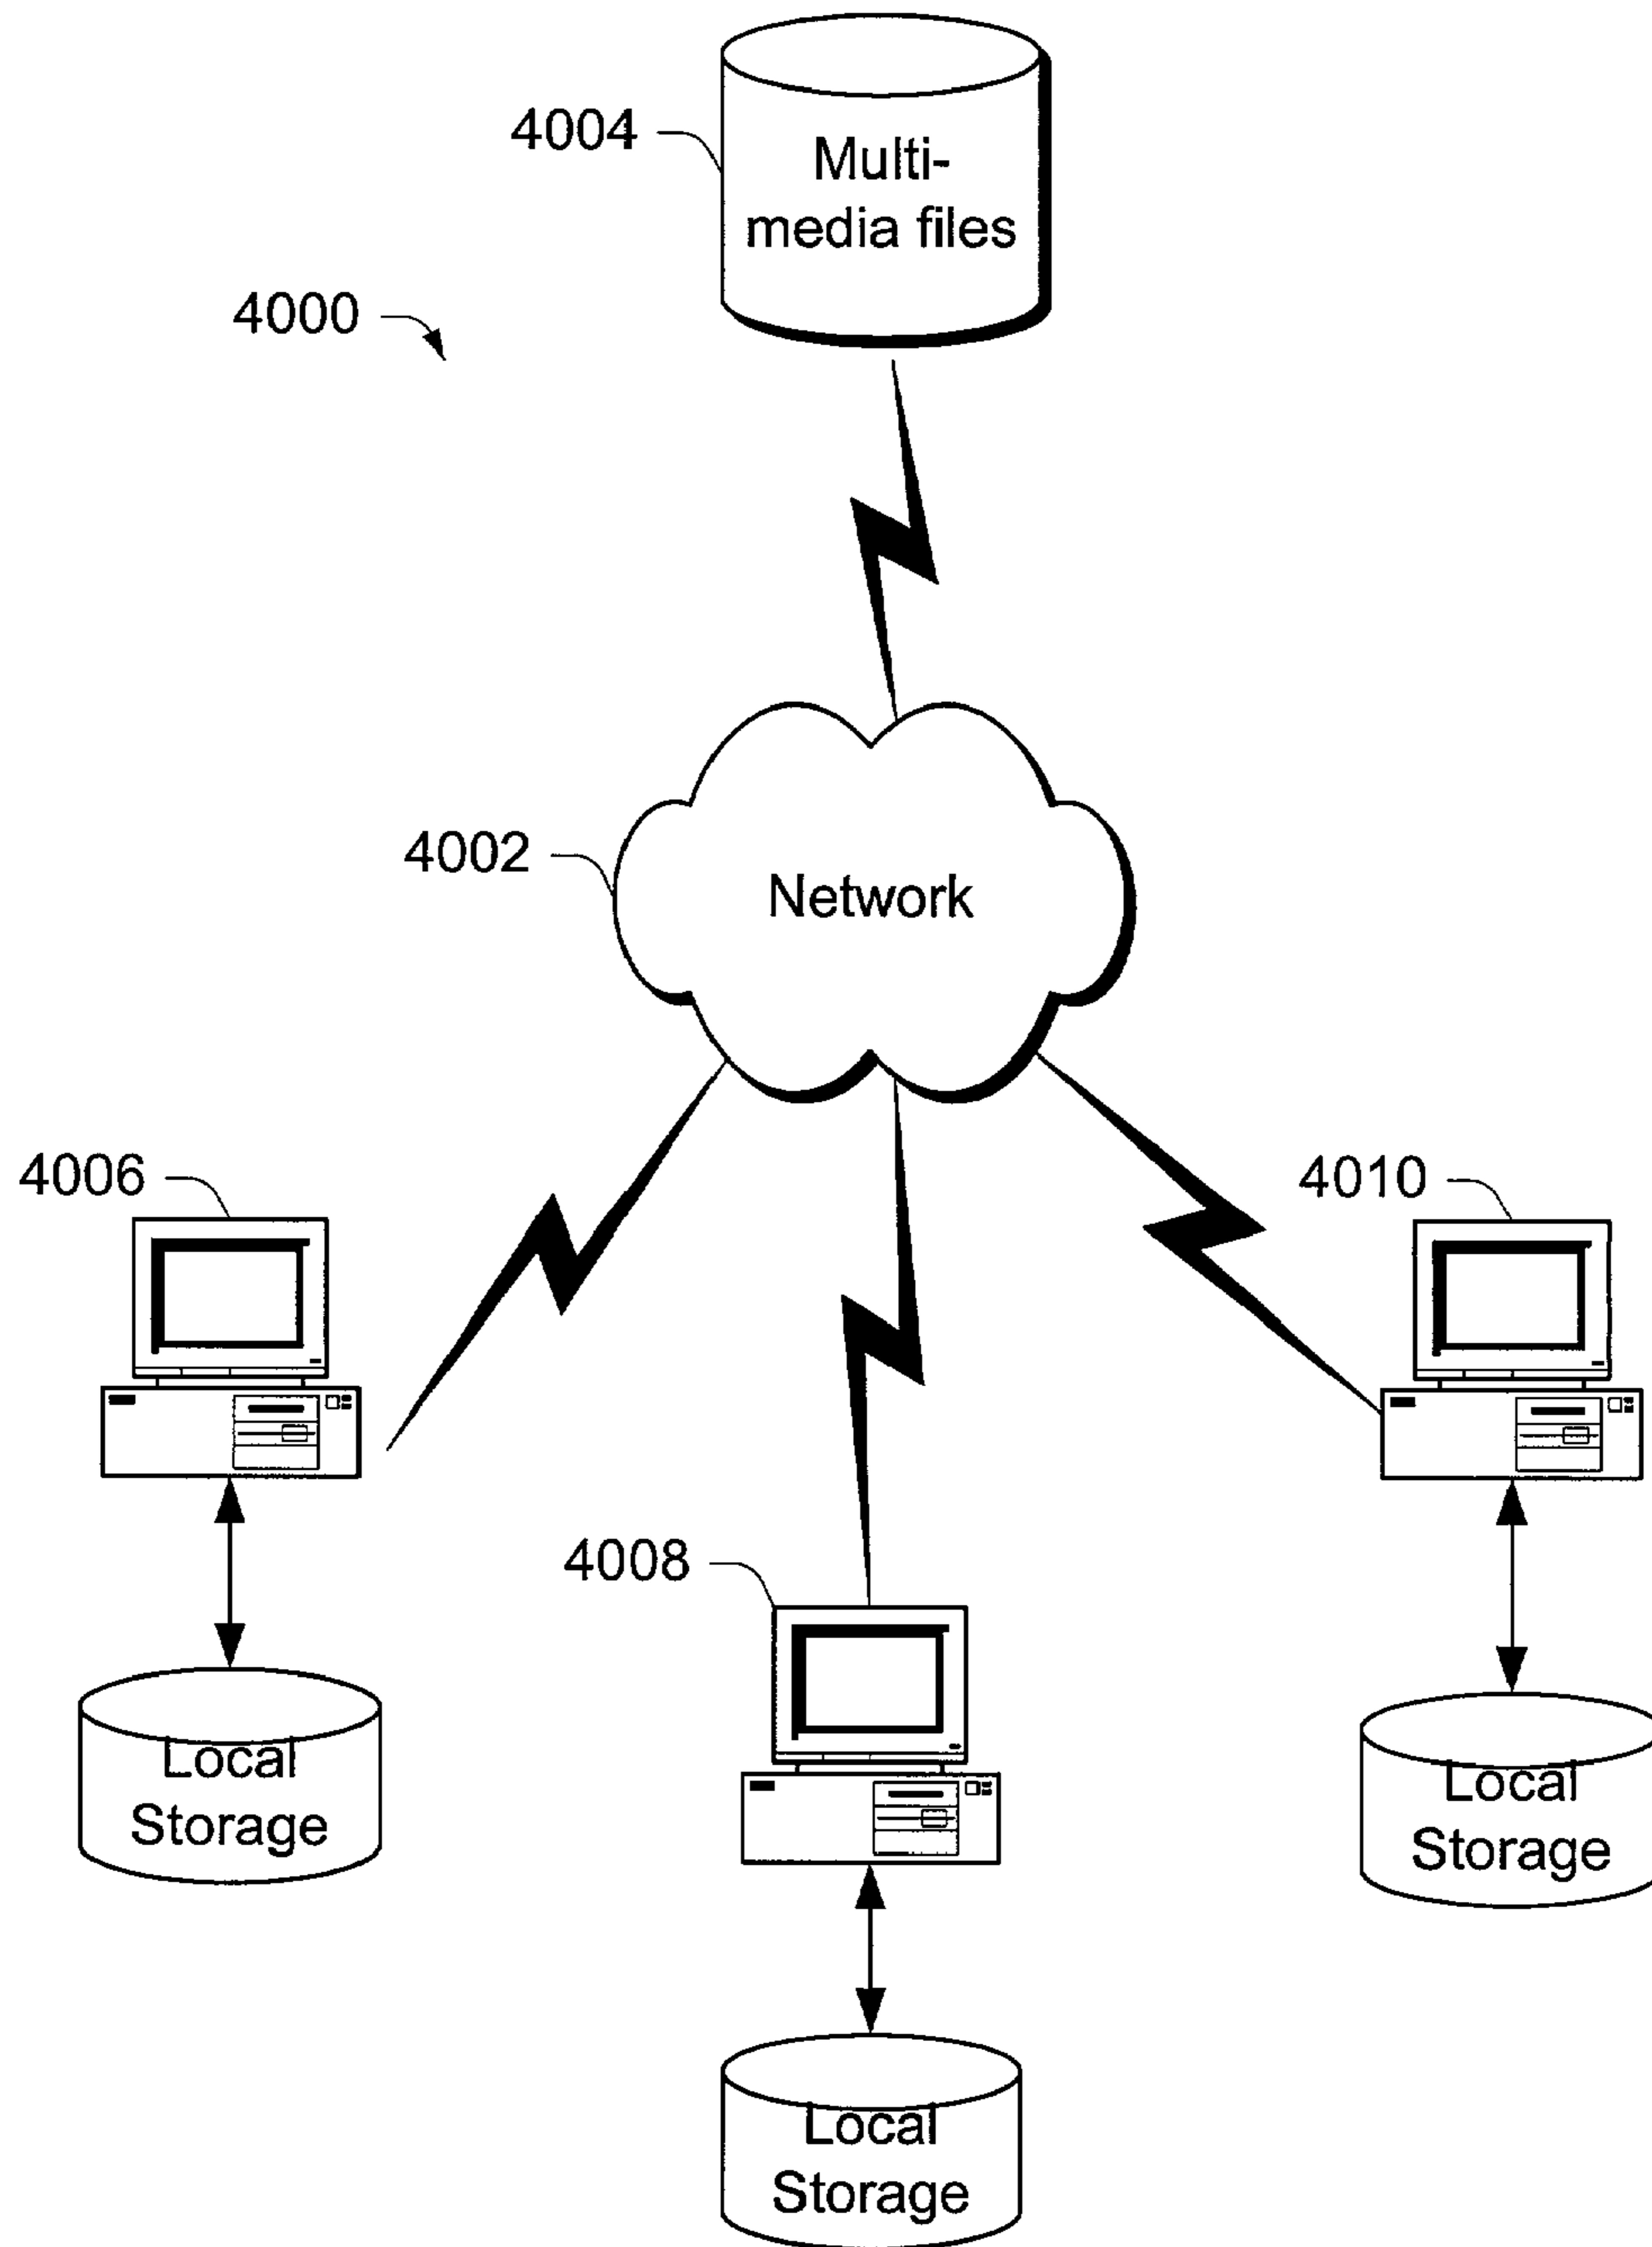 4004
Multi-
media files
4000
4002
Network
4006
4010
4008
Local
Storage
Local
Storage
Local
Storage